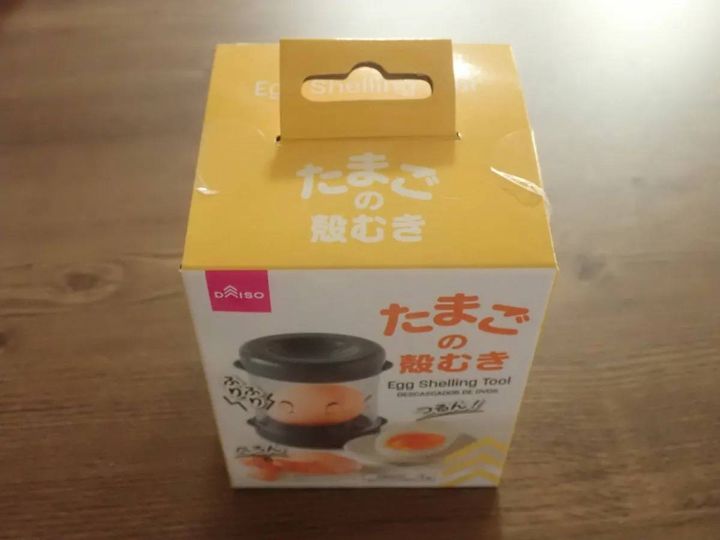 Egg Shelling Tool
たまご
の
殻むき
DAISO
たまご
の
殻むき
Egg Shelling Tool
DESCASCADOR DE OVOS
つるん!!